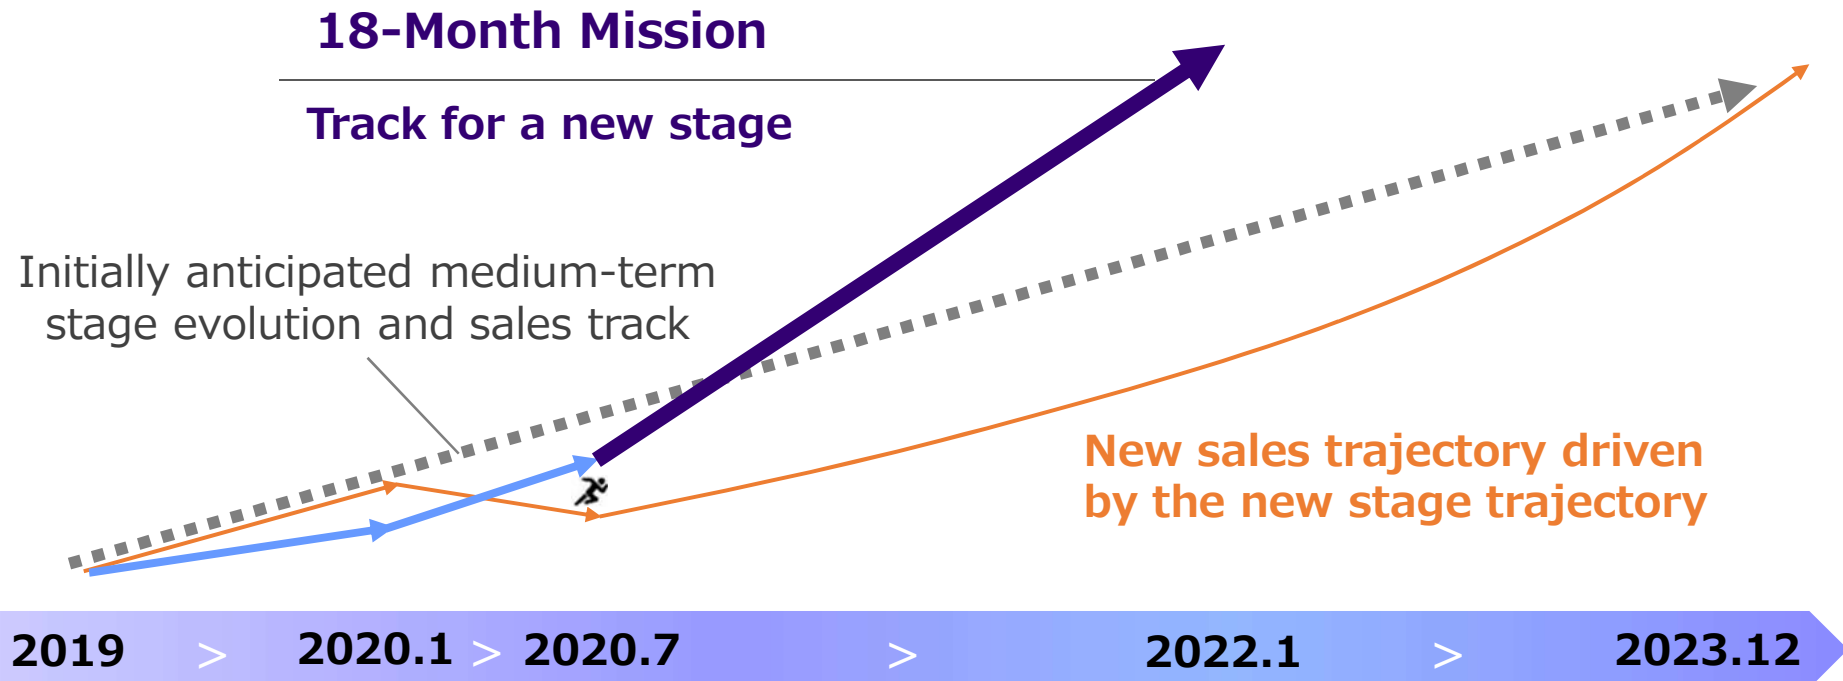 18-Month Mission
Track for a new stage
Initially anticipated medium-term
stage evolution and sales track
New sales trajectory driven
by the new stage trajectory
2019 > 2020.1 > 2020.7 > 2022.1 > 2023.12